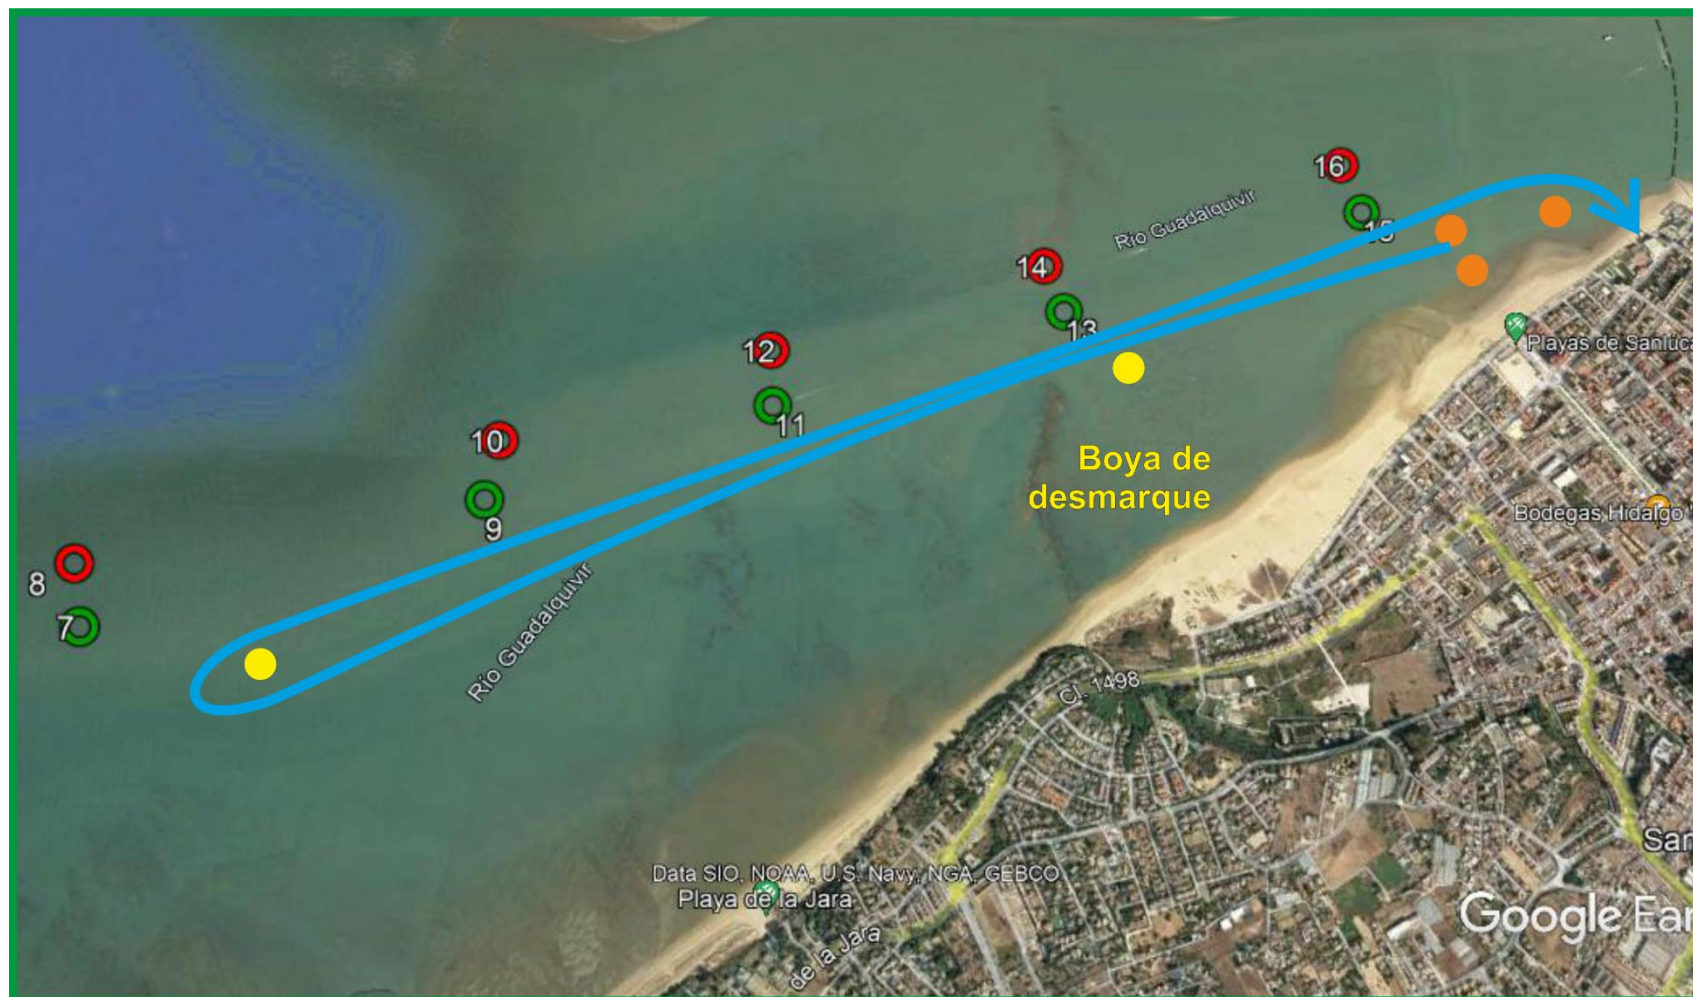 16
Río Guadalquivir
15
14
13
12
11
Playas de Sanlúca
10
Boya de
desmarque
9
Bodegas Hidalgo
8
7
Río Guadalquivir
Cl. 1498
San
Data SIO, NOAA, U.S. Navy, NGA, GEBCO
Playa de la Jara
Google Ear
de la Jara